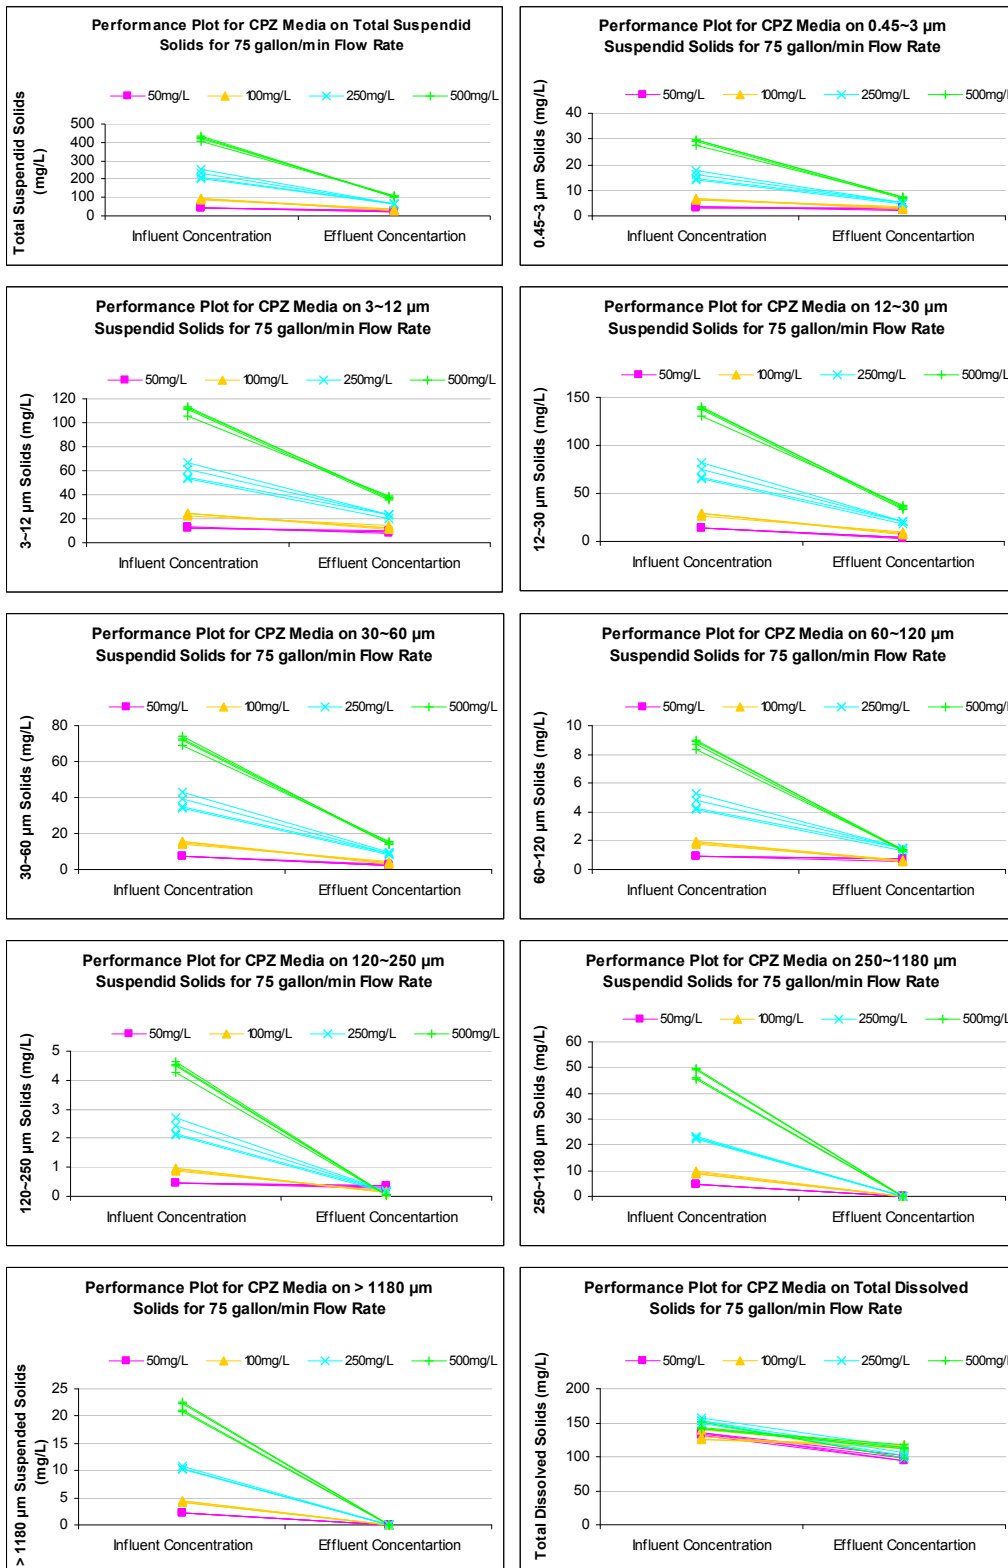 Performance Plot for CPZ Media on Total Suspendid
Solids for 75 gallon/min Flow Rate
50mg/L 100mg/L 250mg/L 500mg/L
Total Suspendid Solids
(mg/L)
500
400
300
200
100
0
Influent Concentration Effluent Concentartion
Performance Plot for CPZ Media on 0.45~3 µm
Suspendid Solids for 75 gallon/min Flow Rate
50mg/L 100mg/L 250mg/L 500mg/L
0.45~3 µm Solids (mg/L)
40
30
20
10
0
Influent Concentration Effluent Concentartion
Performance Plot for CPZ Media on 3~12 µm
Suspendid Solids for 75 gallon/min Flow Rate
50mg/L 100mg/L 250mg/L 500mg/L
3~12 µm Solids (mg/L)
120
100
80
60
40
20
0
Influent Concentration Effluent Concentartion
Performance Plot for CPZ Media on 12~30 µm
Suspendid Solids for 75 gallon/min Flow Rate
50mg/L 100mg/L 250mg/L 500mg/L
12~30 µm Solids (mg/L)
150
100
50
0
Influent Concentration Effluent Concentartion
Performance Plot for CPZ Media on 30~60 µm
Suspendid Solids for 75 gallon/min Flow Rate
50mg/L 100mg/L 250mg/L 500mg/L
30~60 µm Solids (mg/L)
80
60
40
20
0
Influent Concentration Effluent Concentartion
Performance Plot for CPZ Media on 60~120 µm
Suspendid Solids for 75 gallon/min Flow Rate
50mg/L 100mg/L 250mg/L 500mg/L
60~120 µm Solids (mg/L)
10
8
6
4
2
0
Influent Concentration Effluent Concentartion
Performance Plot for CPZ Media on 120~250 µm
Suspendid Solids for 75 gallon/min Flow Rate
50mg/L 100mg/L 250mg/L 500mg/L
120~250 µm Solids (mg/L)
5
4
3
2
1
0
Influent Concentration Effluent Concentartion
Performance Plot for CPZ Media on 250~1180 µm
Suspendid Solids for 75 gallon/min Flow Rate
50mg/L 100mg/L 250mg/L 500mg/L
250~1180 µm Solids (mg/L)
60
50
40
30
20
10
0
Influent Concentration Effluent Concentartion
Performance Plot for CPZ Media on > 1180 µm
Solids for 75 gallon/min Flow Rate
50mg/L 100mg/L 250mg/L 500mg/L
> 1180 µm Suspended Solids
(mg/L)
25
20
15
10
5
0
Influent Concentration Effluent Concentartion
Performance Plot for CPZ Media on Total Dissolved
Solids for 75 gallon/min Flow Rate
50mg/L 100mg/L 250mg/L 500mg/L
Total Dissolved Solids (mg/L)
200
150
100
50
0
Influent Concentration Effluent Concentartion